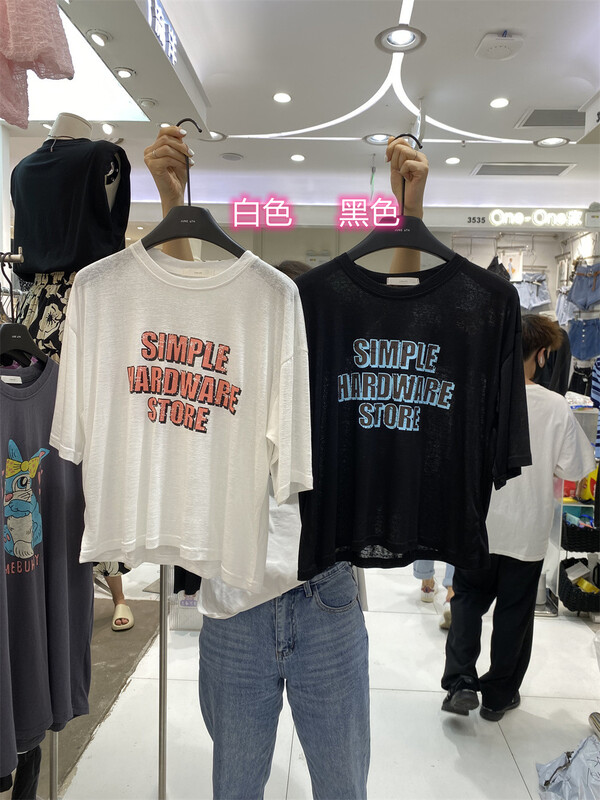 白色 黑色
3535 One-One
SIMPLE
HARDWARE
STORE
SIMPLE
HARDWARE
STORE